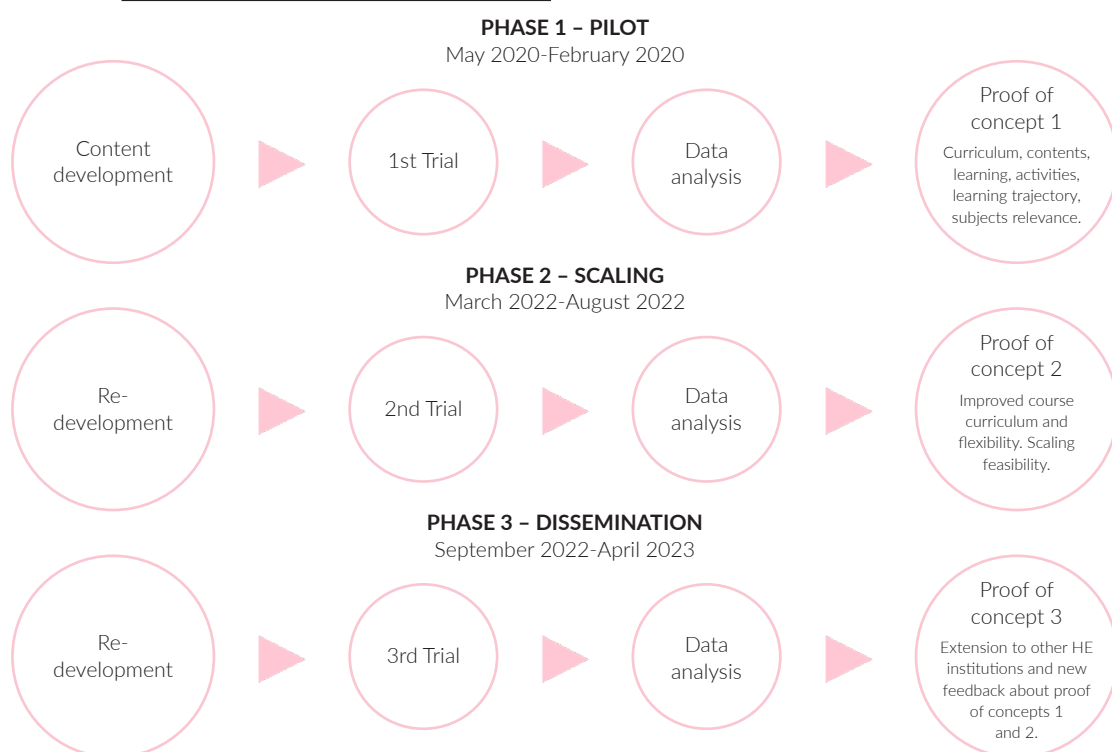 PHASE 1 – PILOT
May 2020-February 2020
Content
development
1st Trial
Data
analysis
Proof of
concept 1
Curriculum, contents,
learning, activities,
learning trajectory,
subjects relevance.
PHASE 2 – SCALING
March 2022-August 2022
Re-
development
2nd Trial
Data
analysis
Proof of
concept 2
Improved course
curriculum and
flexibility. Scaling
feasibility.
PHASE 3 – DISSEMINATION
September 2022-April 2023
Re-
development
3rd Trial
Data
analysis
Proof of
concept 3
Extension to other HE
institutions and new
feedback about proof
of concepts 1
and 2.